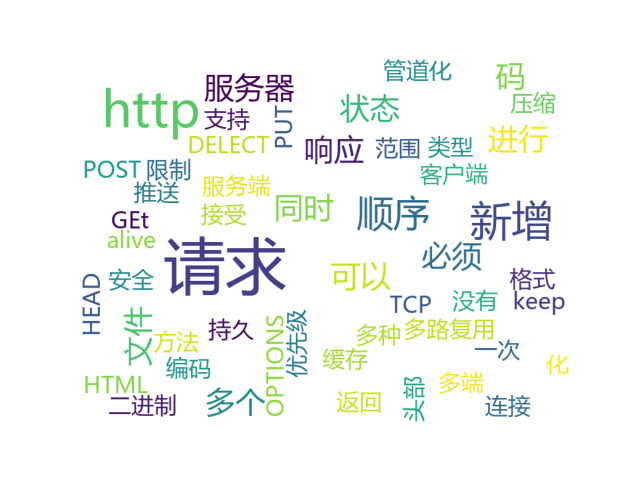 管道化
码
服务器
http
状态
压缩
支持
PUT
DELECT
响应
范围
类型
进行
POST
限制
客户端
推送
服务端
GEt
接受
同时
顺序
新增
alive
请求
必须
安全
HEAD
可以
TCP
没有
格式
keep
文件
持久
OPTIONS
优先级
多种
多路复用
方法
一次
编码
缓存
化
HTML
多端
头部
二进制
多个
返回
连接